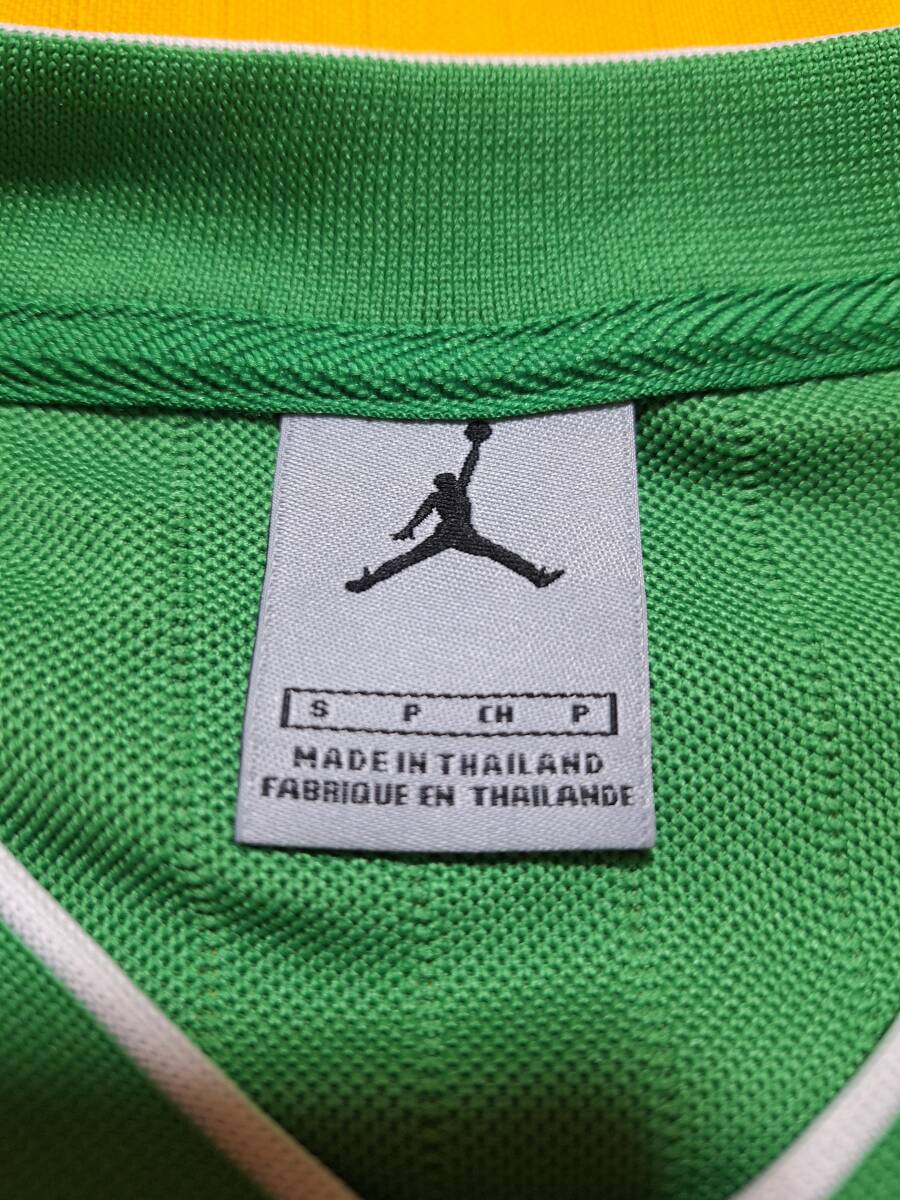 S P CH P
MADE IN THAILAND
FABRIQUE EN THAILANDE